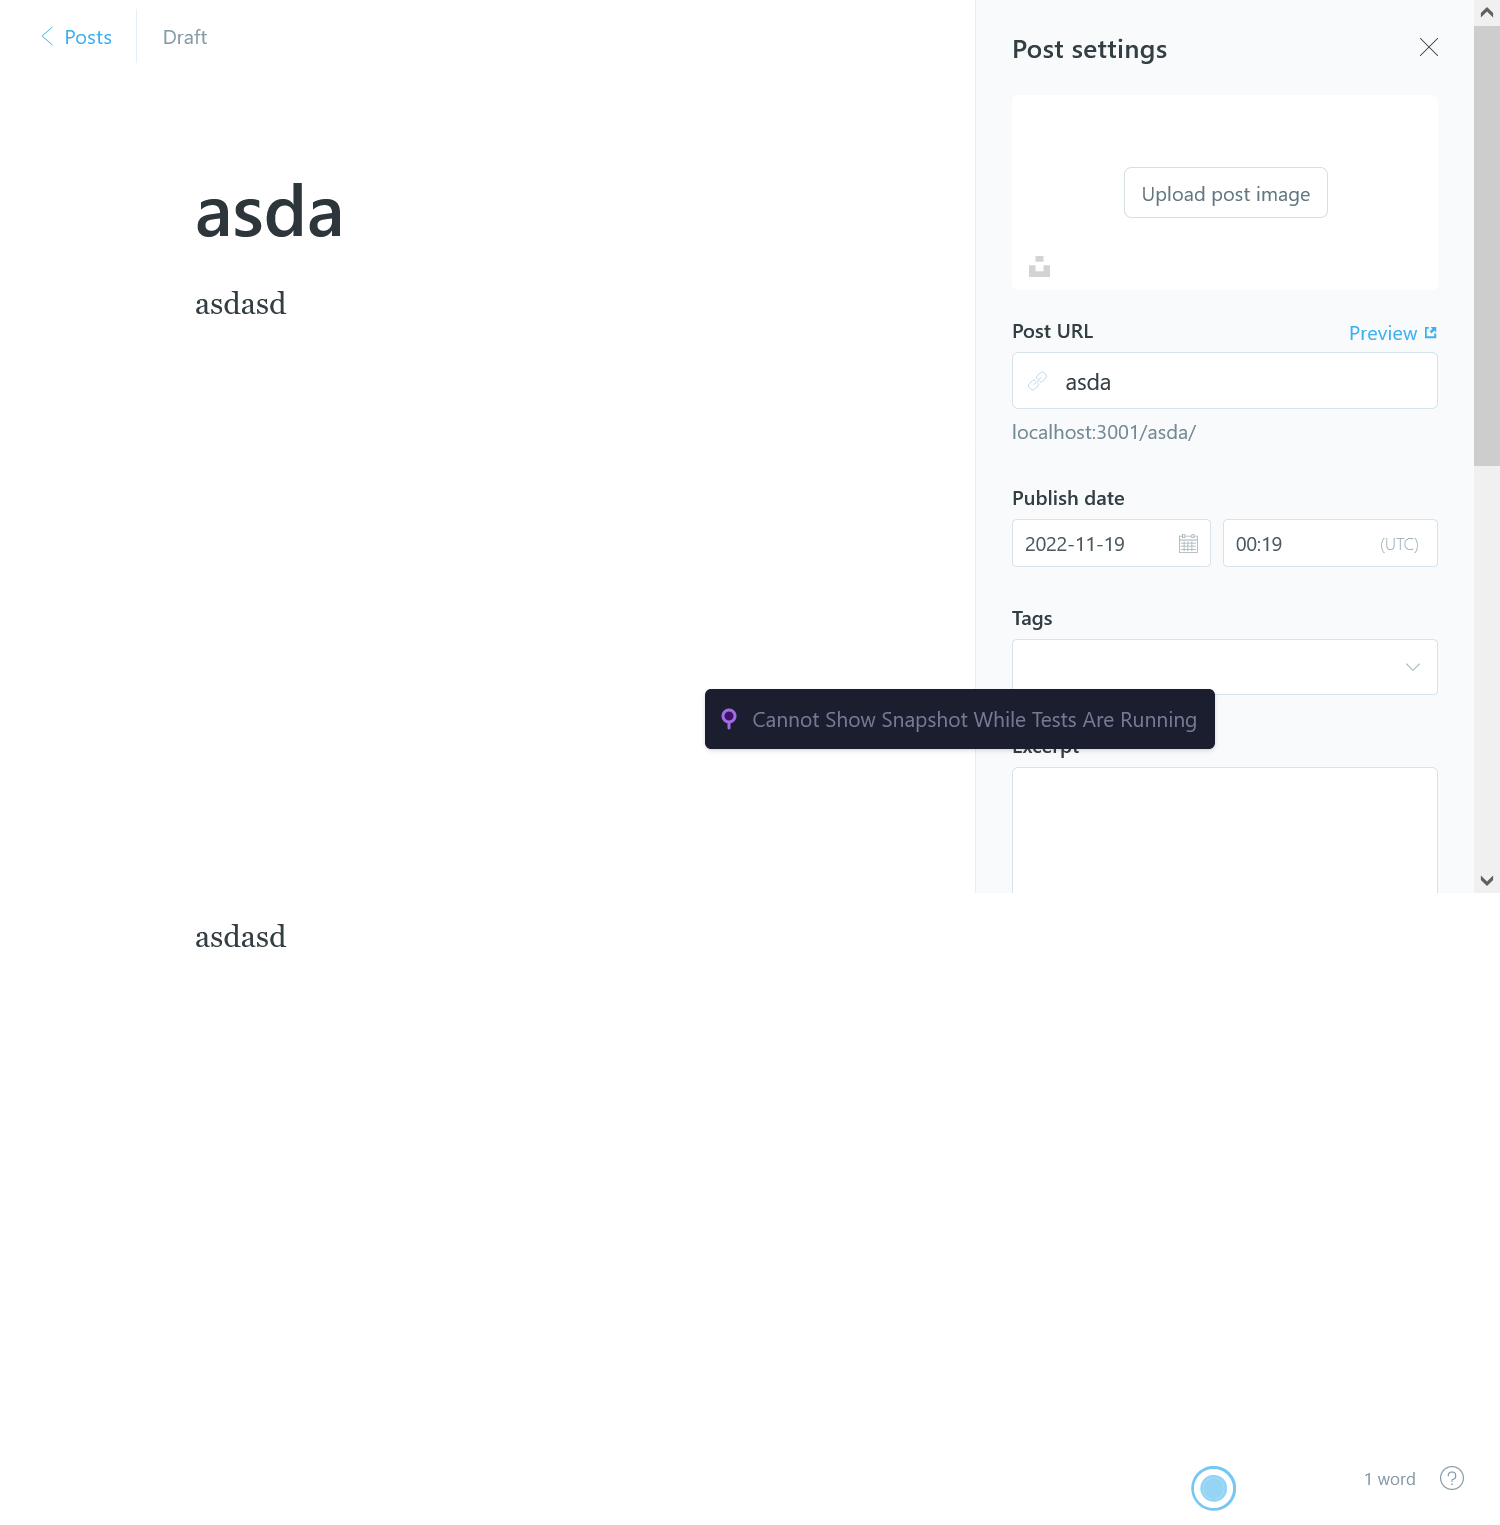 Posts
Draft
asda
asdasd
Post settings
Upload post image
Post URL
Preview
asda
localhost:3001/asda/
Publish date
2022-11-19
00:19
(UTC)
Tags
Cannot Show Snapshot While Tests Are Running
Excerpt
asdasd
1 word
?